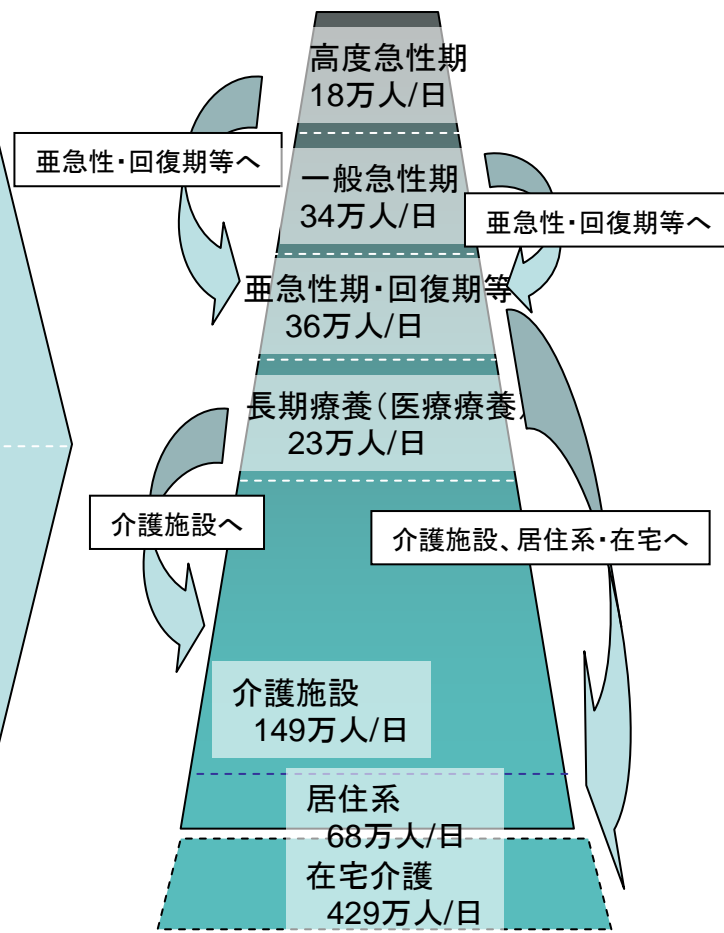 高度急性期
18万人/日
亜急性・回復期等へ
一般急性期
34万人/日
亜急性・回復期等へ
亜急性期・回復期等
36万人/日
長期療養（医療療養）
23万人/日
介護施設へ
介護施設、居住系・在宅へ
介護施設
149万人/日
居住系
68万人/日
在宅介護
429万人/日